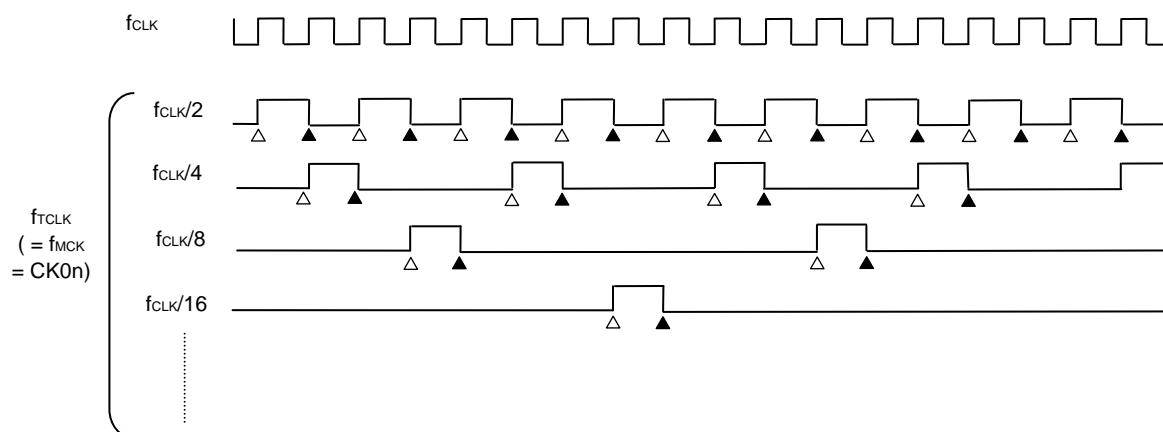 fCLK
fCLK/2
fCLK/4
fTCLK
( = fMCK
= CK0n)
fCLK/8
fCLK/16